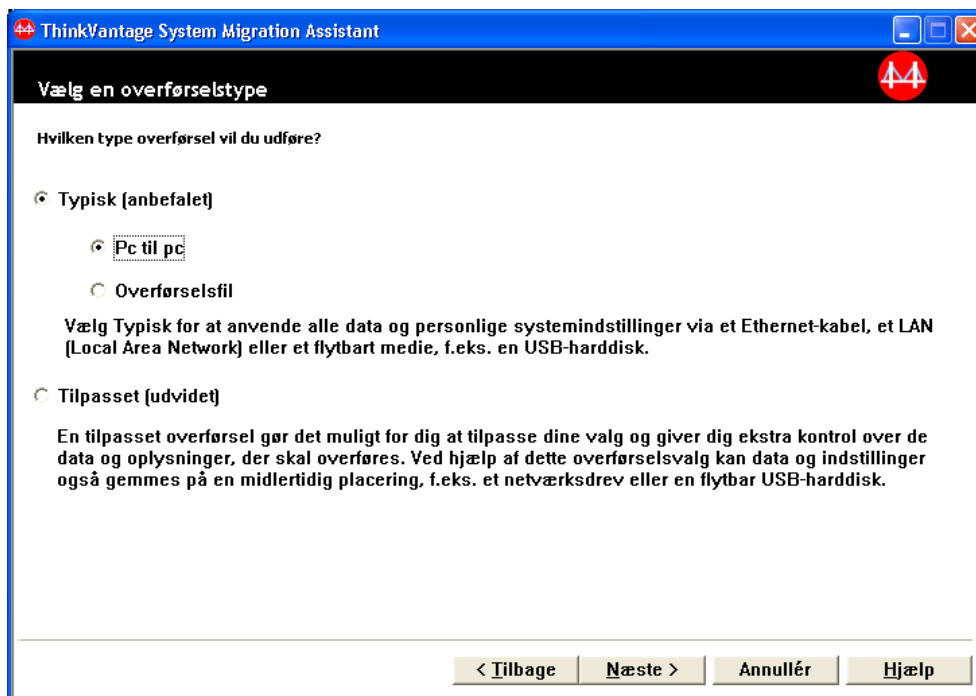 ThinkVantage System Migration Assistant
Vælg en overførselstype
Hvilken type overførsel vil du udføre?
Typisk (anbefalet)
Pc til pc
Overførselsfil
Vælg Typisk for at anvende alle data og personlige systemindstillinger via et Ethernet-kabel, et LAN
(Local Area Network) eller et flytbart medie, f.eks. en USB-harddisk.
Tilpasset (udvidet)
En tilpasset overførsel gør det muligt for dig at tilpasse dine valg og giver dig ekstra kontrol over de
data og oplysninger, der skal overføres. Ved hjælp af dette overførselsvalg kan data og indstillinger
også gemmes på en midlertidig placering, f.eks. et netværksdrev eller en flytbar USB-harddisk.
< Tilbage Næste > Annullér Hjælp